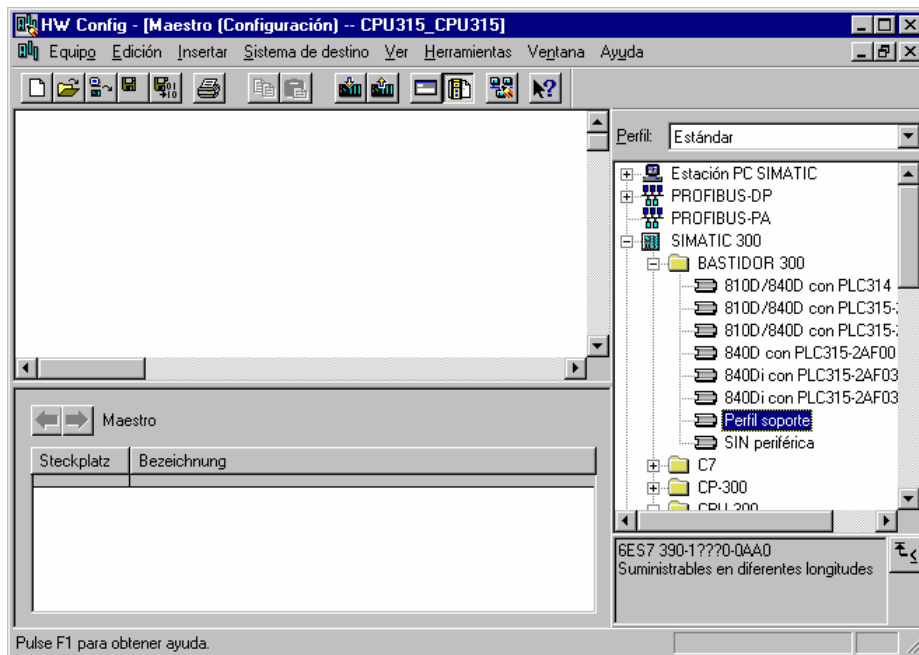 HW Config - [Maestro (Configuración) -- CPU315_CPU315]
Equipo Edición Insertar Sistema de destino Ver Herramientas Ventana Ayuda
Perfil: Estándar
Estación PC SIMATIC
PROFIBUS-DP
PROFIBUS-PA
SIMATIC 300
BASTIDOR 300
810D/840D con PLC314
810D/840D con PLC315-
810D/840D con PLC315-
840D con PLC315-2AF00
840Di con PLC315-2AF03
840Di con PLC315-2AF03
Perfil soporte
SIN periférica
C7
CP-300
CPU 300
Maestro
Steckplatz Bezeichnung
6ES7 390-1???0-0AA0
Suministrables en diferentes longitudes
Pulse F1 para obtener ayuda.